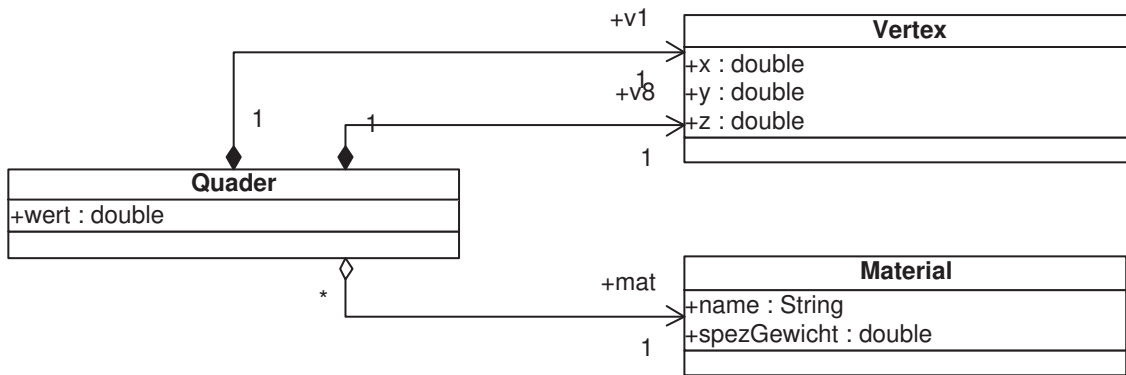 +v1
Vertex
+x : double
+y : double
+z : double
1
+v8
1
1
1
Quader
+wert : double
*
+mat
1
Material
+name : String
+spezGewicht : double